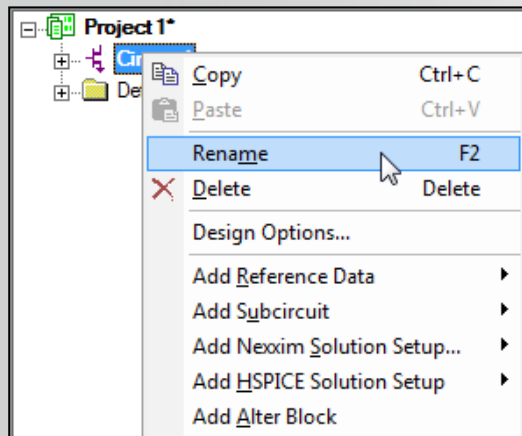 Project 1*
Copy Ctrl+C
Paste Ctrl+V
Rename F2
Delete Delete
Design Options...
Add Reference Data
Add Subcircuit
Add Nexxim Solution Setup...
Add HSPICE Solution Setup
Add Alter Block